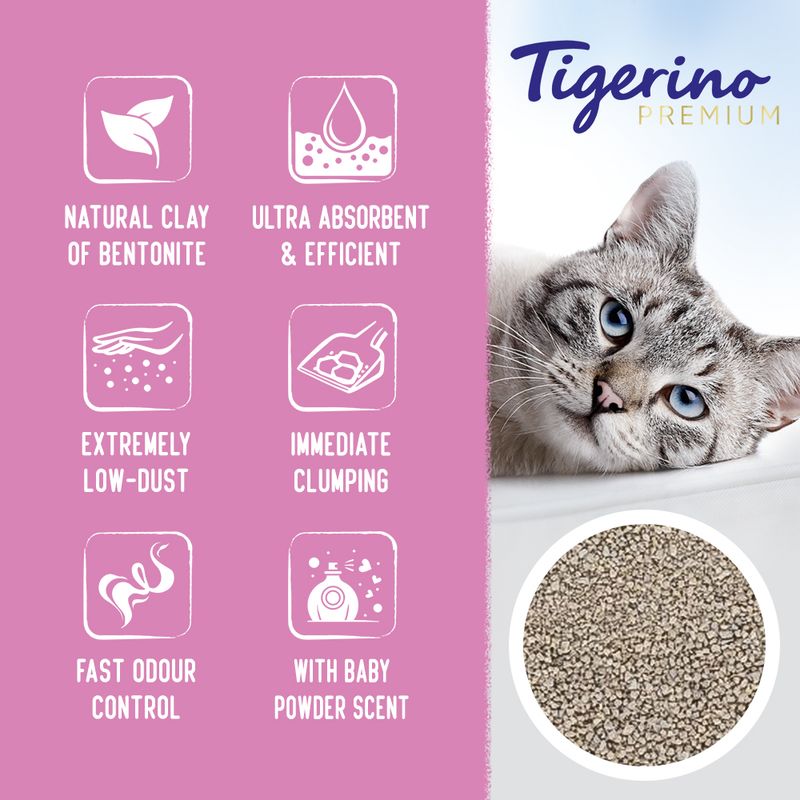 Tigerino
PREMIUM
NATURAL CLAY
OF BENTONITE
ULTRA ABSORBENT
& EFFICIENT
EXTREMELY
LOW-DUST
IMMEDIATE
CLUMPING
FAST ODOUR
CONTROL
WITH BABY
POWDER SCENT